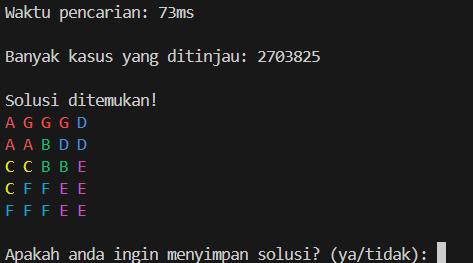 Waktu pencarian: 73ms
Banyak kasus yang ditinjau: 2703825
Solusi ditemukan!
A G G G D
A A B D D
C C B B E
C F F E E
F F F E E
Apakah anda ingin menyimpan solusi? (ya/tidak):